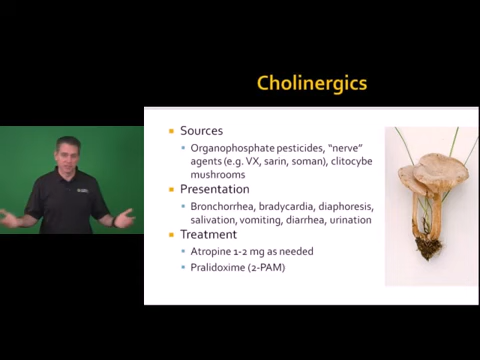 Cholinergics
Sources
Organophosphate pesticides, "nerve"
agents (e.g. VX, sarin, soman), clitocybe
mushrooms
Presentation
Bronchorrhea, bradycardia, diaphoresis,
salivation, vomiting, diarrhea, urination
Treatment
Atropine 1-2 mg as needed
Pralidoxime (2-PAM)